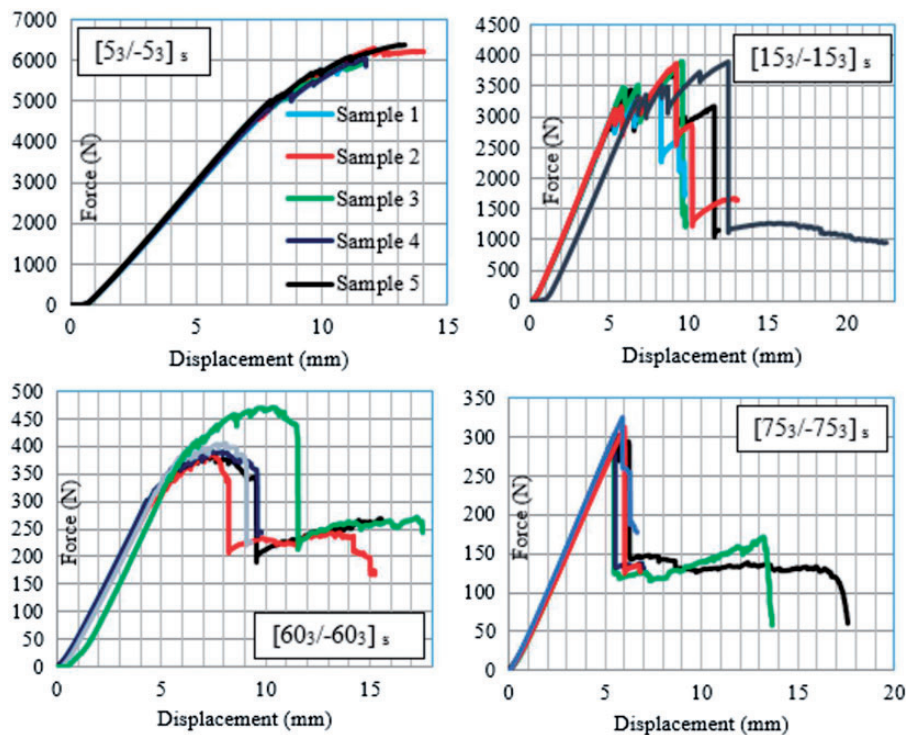 7000
6000
5000
4000
3000
2000
1000
0
Force (N)
[5₃/-5₃] s
Sample 1
Sample 2
Sample 3
Sample 4
Sample 5
0 5 10 15
Displacement (mm)
4500
4000
3500
3000
2500
2000
1500
1000
500
0
Force (N)
[15₃/-15₃] s
0 5 10 15 20
Displacement (mm)
500
450
400
350
300
250
200
150
100
50
0
Force (N)
[60₃/-60₃] s
0 5 10 15
Displacement (mm)
350
300
250
200
150
100
50
0
Force (N)
[75₃/-75₃] s
0 5 10 15 20
Displacement (mm)